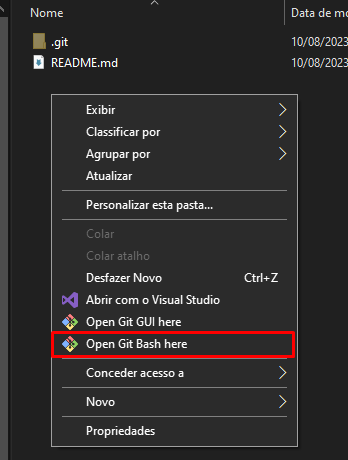 Nome Data de mo
.git 10/08/2023
README.md 10/08/2023
Exibir
Classificar por
Agrupar por
Atualizar
Personalizar esta pasta...
Colar
Colar atalho
Desfazer Novo Ctrl+Z
Abrir com o Visual Studio
Open Git GUI here
Open Git Bash here
Conceder acesso a
Novo
Propriedades